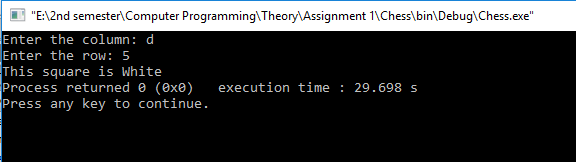 "E:\2nd semester\Computer Programming\Theory\Assignment 1\Chess\bin\Debug\Chess.exe"
Enter the column: d
Enter the row: 5
This square is White
Process returned 0 (0x0)   execution time : 29.698 s
Press any key to continue.